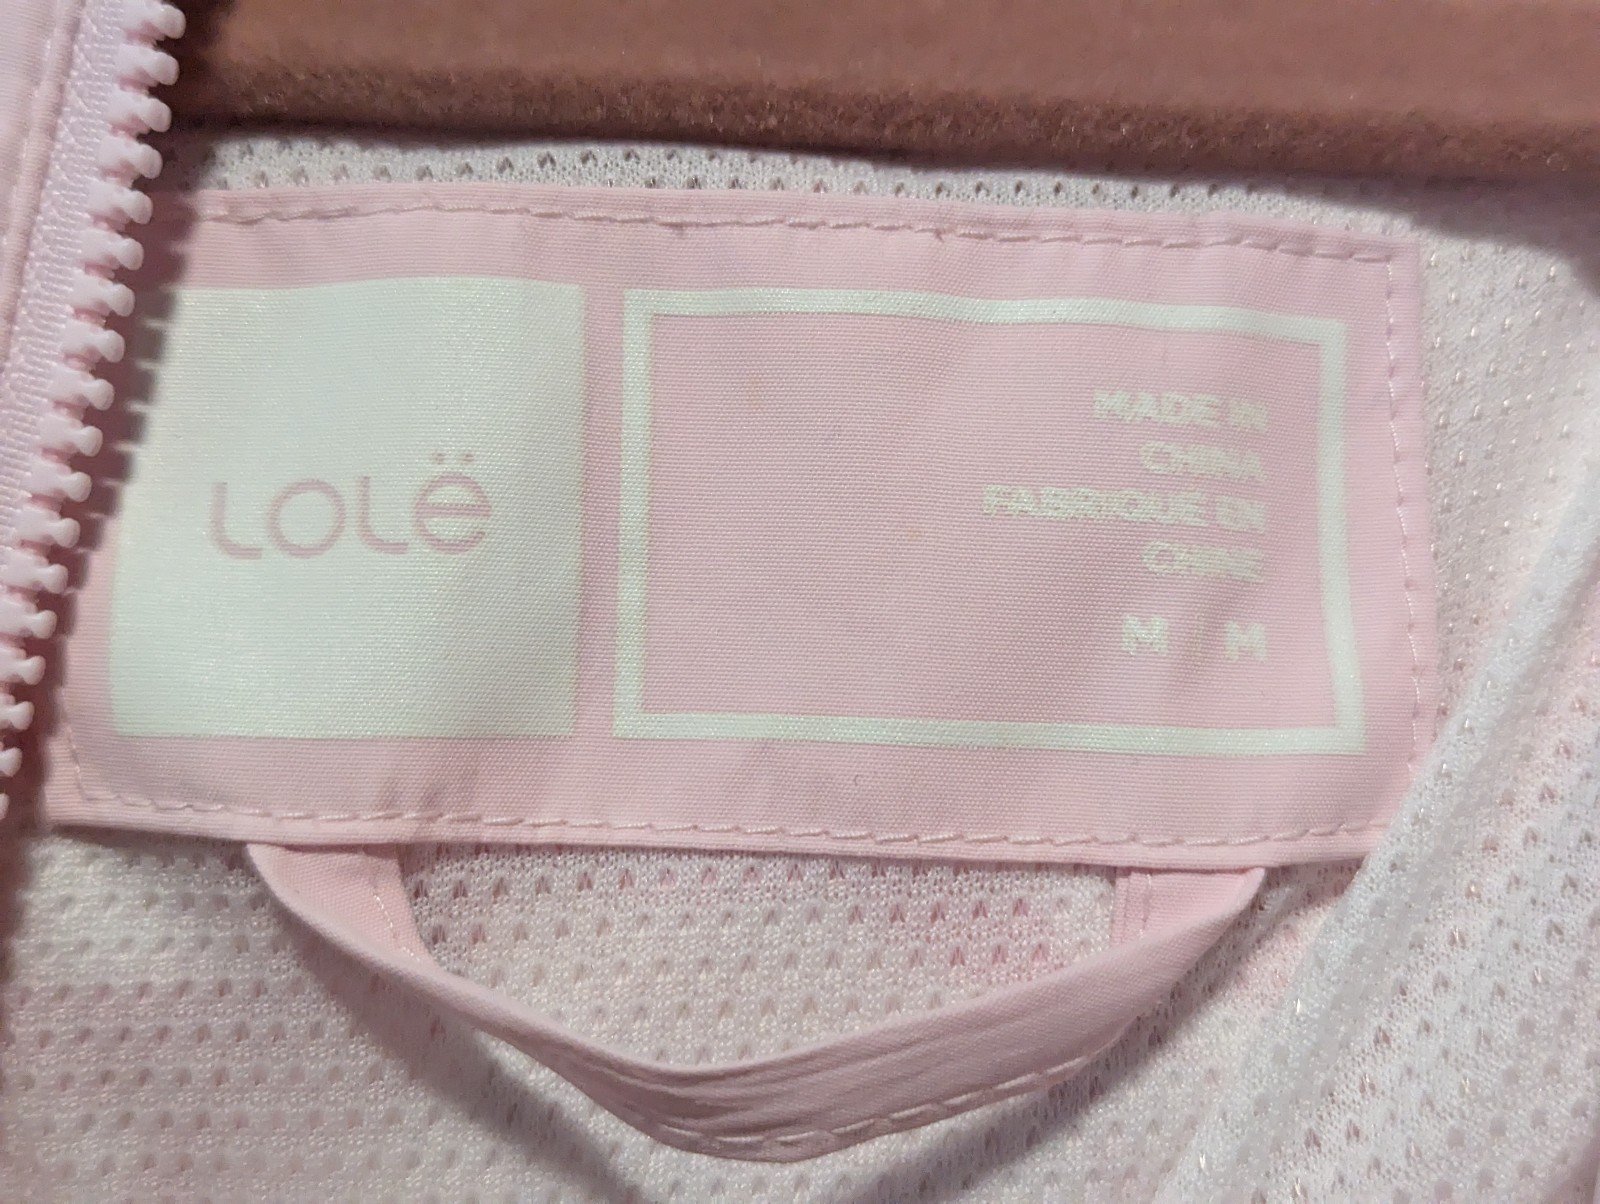 LOLË
MADE IN
CHINA
FABRIQUÉ EN
CHINE
M / M